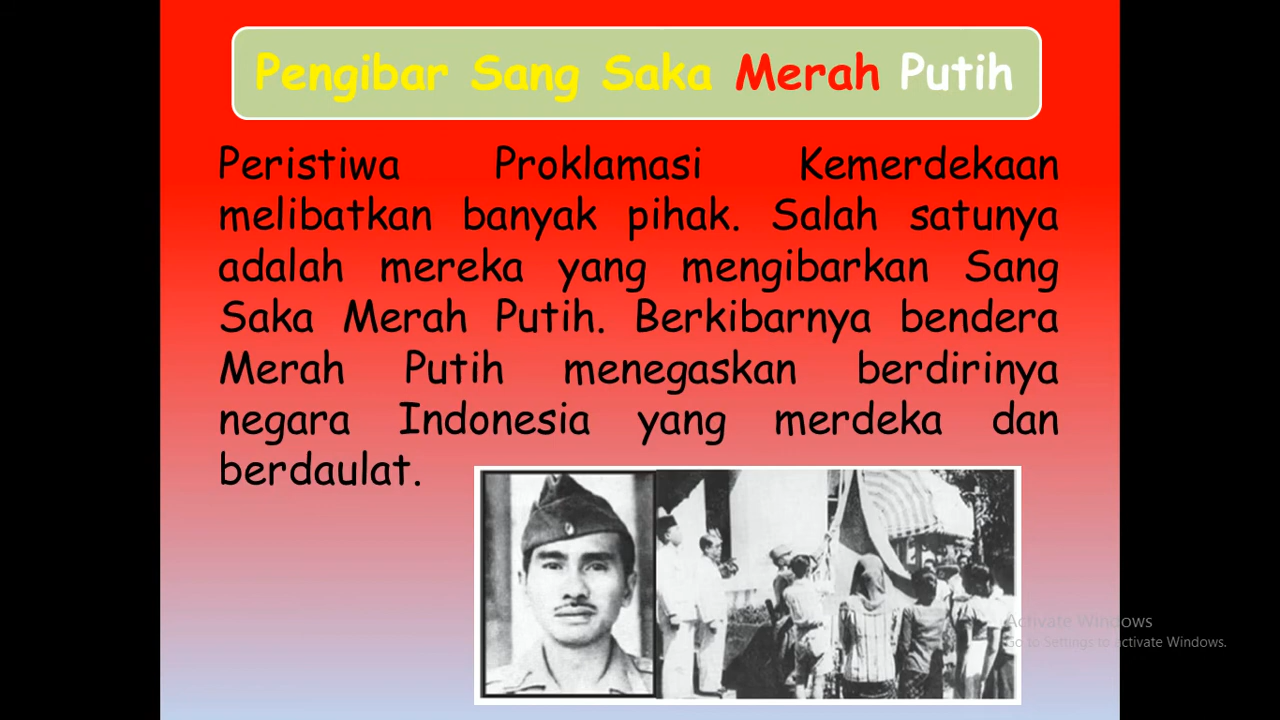 Pengibar Sang Saka Merah Putih
Peristiwa Proklamasi Kemerdekaan
melibatkan banyak pihak. Salah satunya
adalah mereka yang mengibarkan Sang
Saka Merah Putih. Berkibarnya bendera
Merah Putih menegaskan berdirinya
negara Indonesia yang merdeka dan
berdaulat.
Activate Windows
Go to Settings to activate Windows.